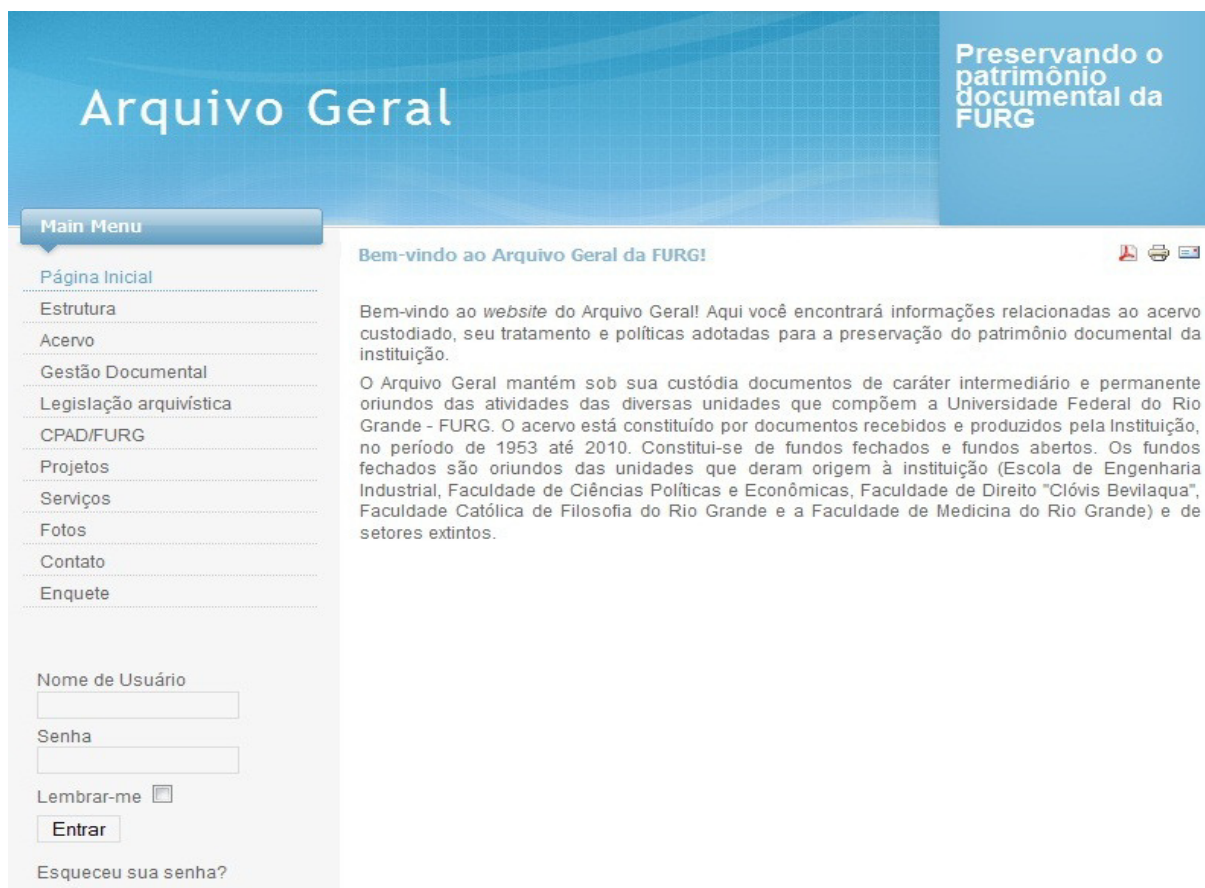 Arquivo Geral
Preservando o
patrimônio
documental da
FURG
Main Menu
Página Inicial
Estrutura
Acervo
Gestão Documental
Legislação arquivística
CPAD/FURG
Projetos
Serviços
Fotos
Contato
Enquete
Nome de Usuário
Senha
Lembrar-me
Entrar
Esqueceu sua senha?
Bem-vindo ao Arquivo Geral da FURG!
Bem-vindo ao website do Arquivo Geral! Aqui você encontrará informações relacionadas ao acervo
custodiado, seu tratamento e políticas adotadas para a preservação do patrimônio documental da
instituição.
O Arquivo Geral mantém sob sua custódia documentos de caráter intermediário e permanente
oriundos das atividades das diversas unidades que compõem a Universidade Federal do Rio
Grande - FURG. O acervo está constituído por documentos recebidos e produzidos pela Instituição,
no período de 1953 até 2010. Constitui-se de fundos fechados e fundos abertos. Os fundos
fechados são oriundos das unidades que deram origem à instituição (Escola de Engenharia
Industrial, Faculdade de Ciências Políticas e Econômicas, Faculdade de Direito "Clóvis Bevilaqua",
Faculdade Católica de Filosofia do Rio Grande e a Faculdade de Medicina do Rio Grande) e de
setores extintos.